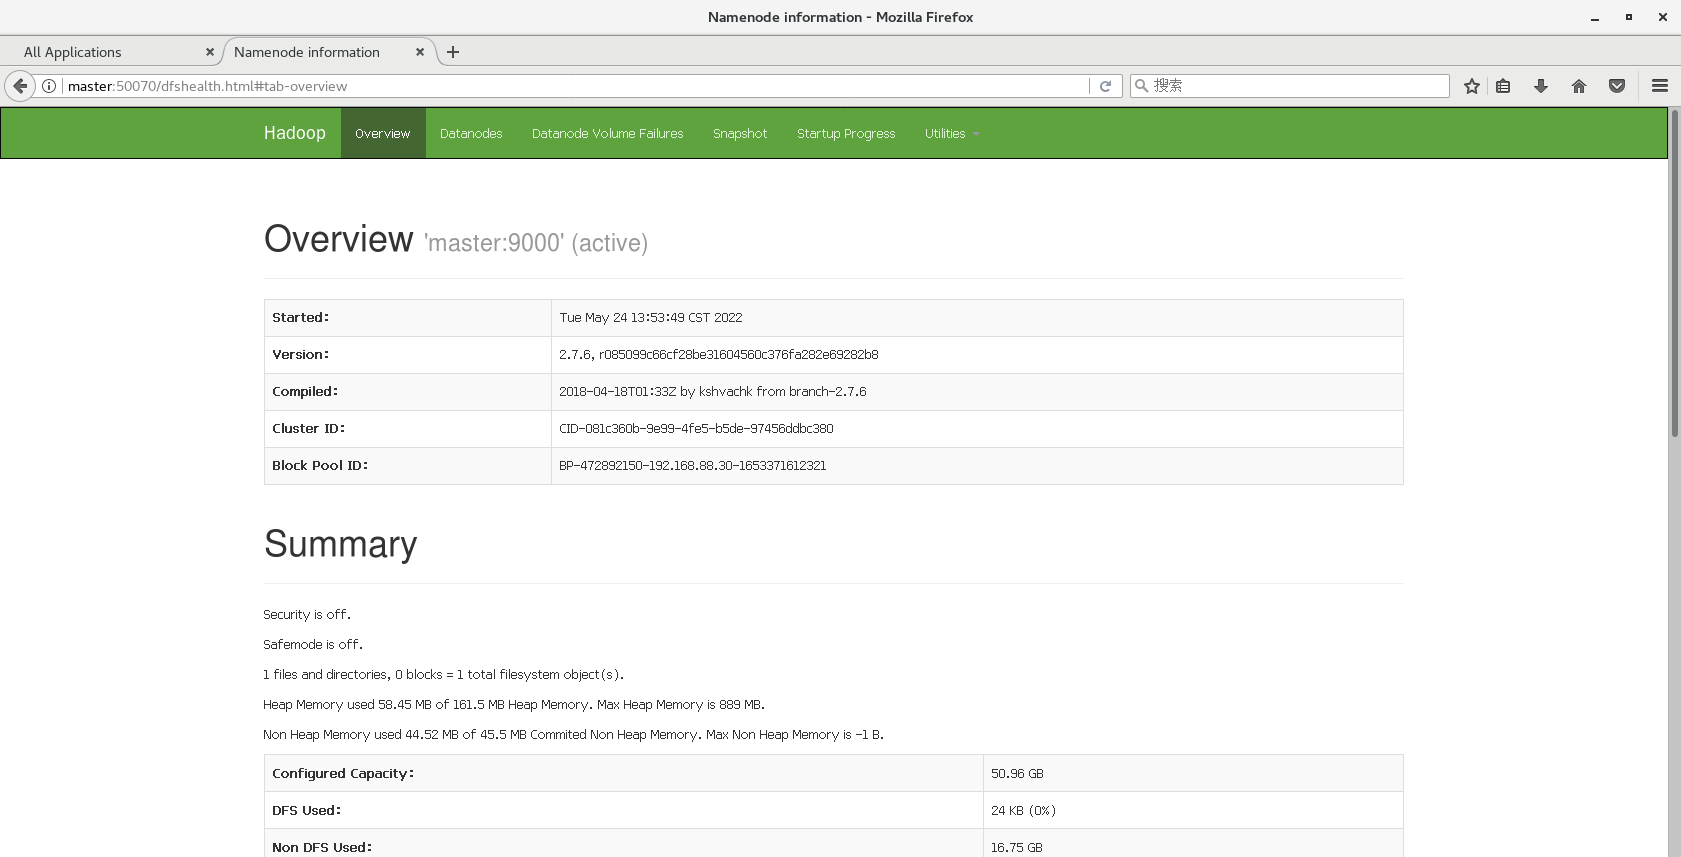 Namenode information - Mozilla Firefox
All Applications
Namenode information
master:50070/dfshealth.html#tab-overview
搜索
Hadoop Overview Datanodes Datanode Volume Failures Snapshot Startup Progress Utilities
Overview 'master:9000' (active)
Started: Tue May 24 13:53:49 CST 2022
Version: 2.7.6, r085099c66cf28be31604560c376fa282e69282b8
Compiled: 2018-04-18T01:33Z by kshvachk from branch-2.7.6
Cluster ID: CID-081c360b-9e99-4fe5-b5de-97456ddbc380
Block Pool ID: BP-472892150-192.168.88.30-1653371612321
Summary
Security is off.
Safemode is off.
1 files and directories, 0 blocks = 1 total filesystem object(s).
Heap Memory used 58.45 MB of 161.5 MB Heap Memory. Max Heap Memory is 889 MB.
Non Heap Memory used 44.52 MB of 45.5 MB Commited Non Heap Memory. Max Non Heap Memory is -1 B.
Configured Capacity: 50.96 GB
DFS Used: 24 KB (0%)
Non DFS Used: 16.75 GB